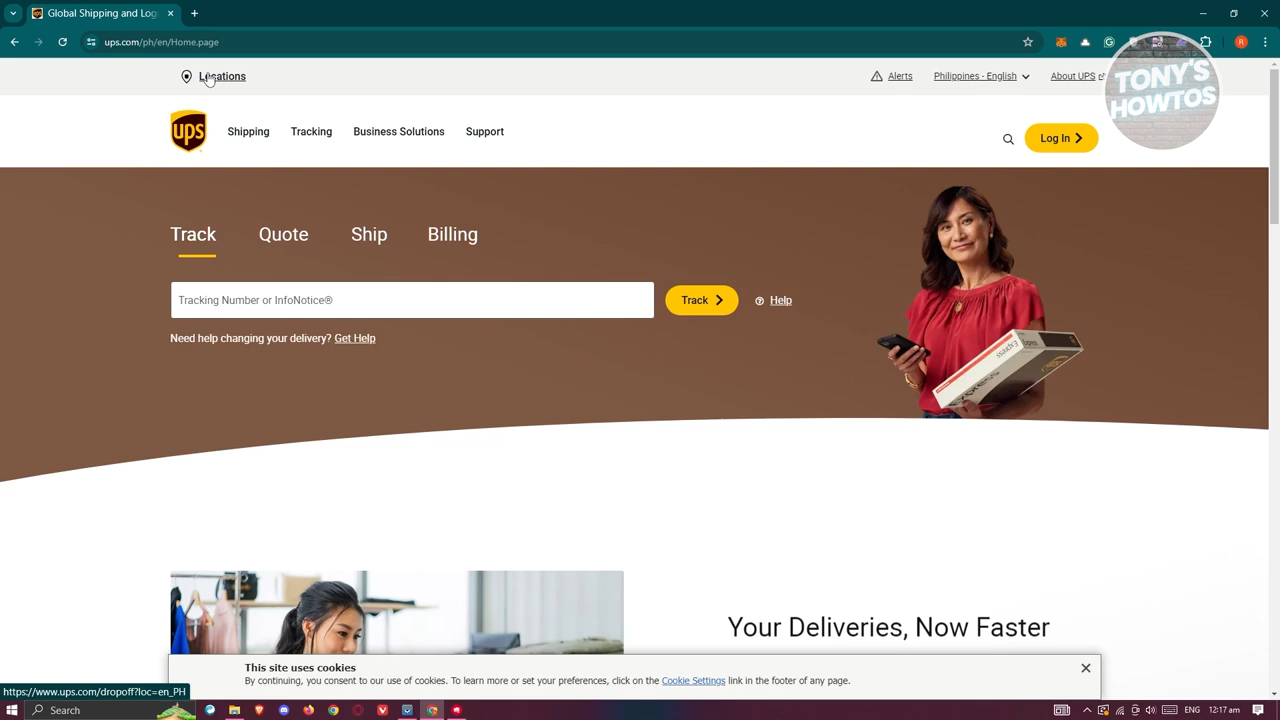 Global Shipping and Log
ups.com/ph/en/Home.page
R
Locations
Alerts
Philippines - English
About UPS
TONY'S
HOWTOS
ups
Shipping
Tracking
Business Solutions
Support
Log In
Track
Quote
Ship
Billing
Tracking Number or InfoNotice®
Track
Help
Need help changing your delivery? Get Help
Express
Express
Your Deliveries, Now Faster
This site uses cookies
By continuing, you consent to our use of cookies. To learn more or set your preferences, click on the Cookie Settings link in the footer of any page.
https://www.ups.com/dropoff?loc=en_PH
Search
ENG
12:17 am